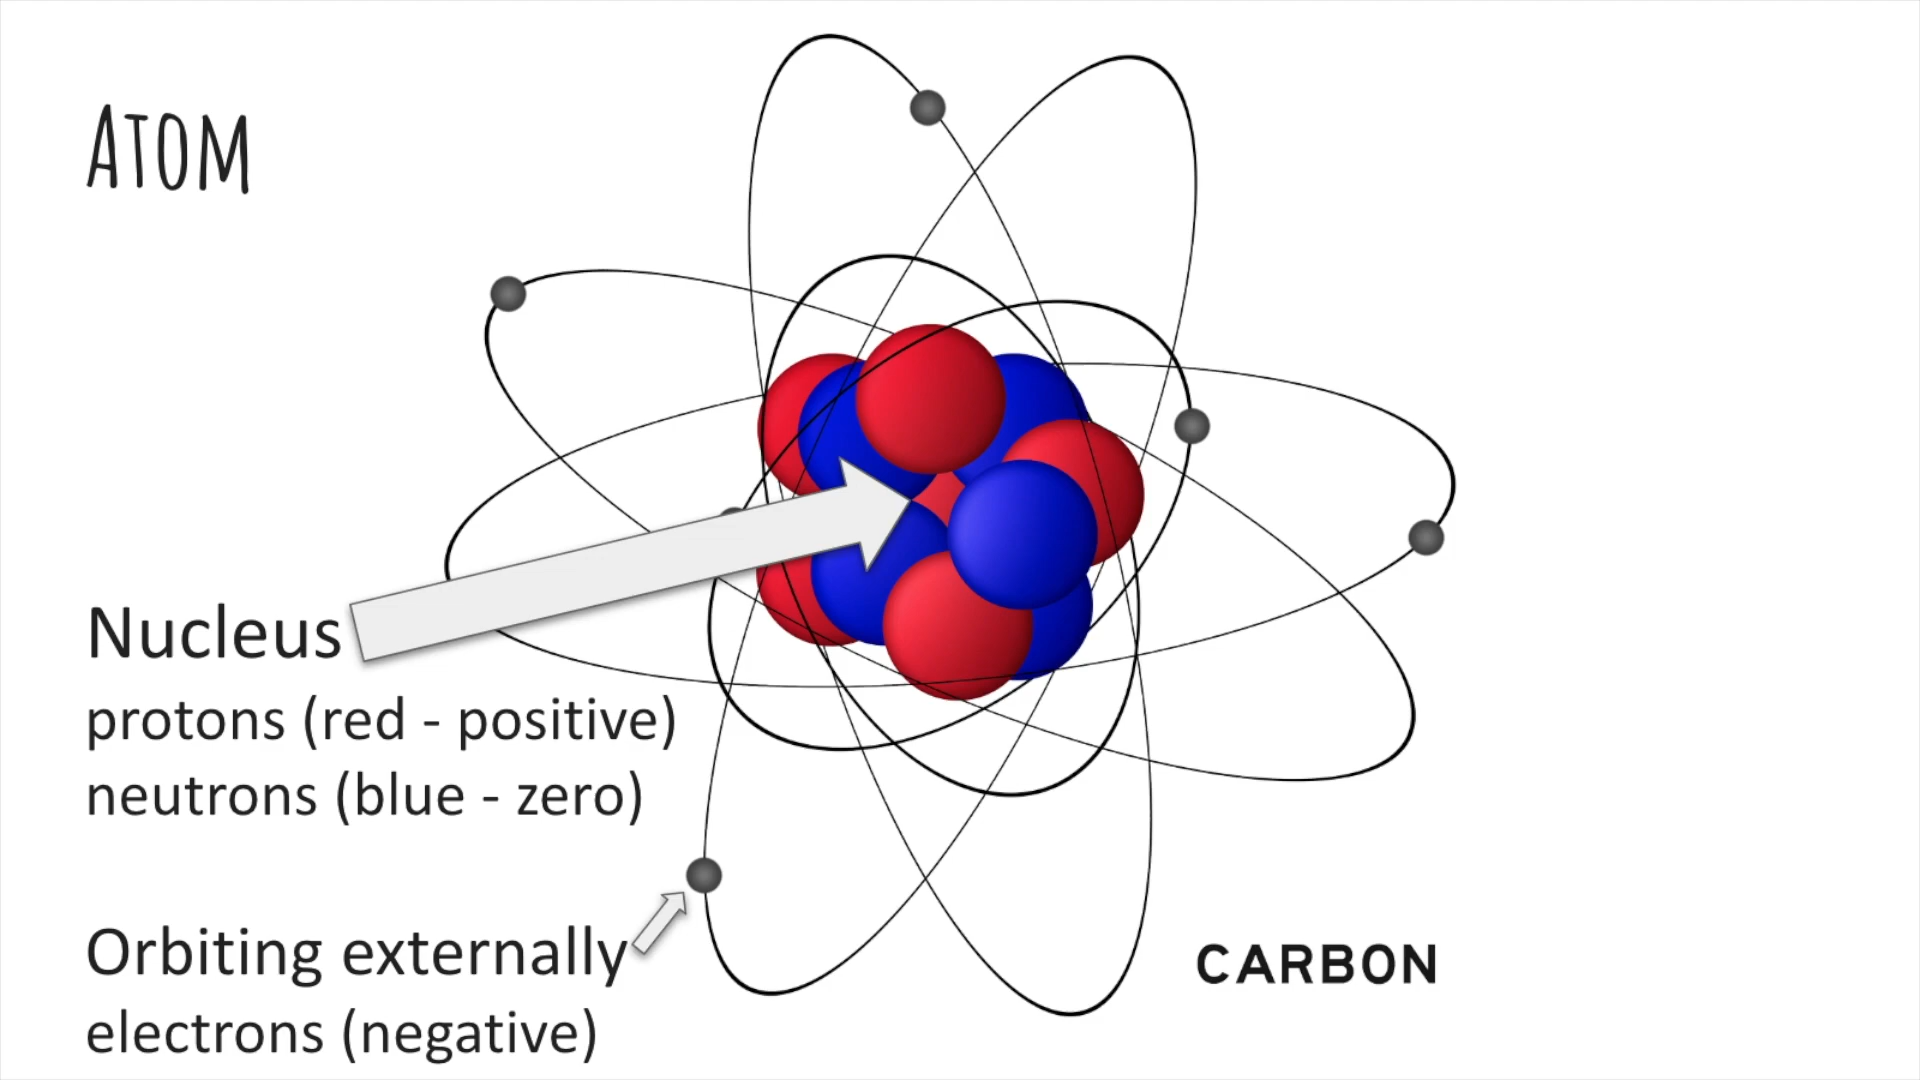 Atom
Nucleus
protons (red - positive)
neutrons (blue - zero)
Orbiting externally
electrons (negative)
CARBON